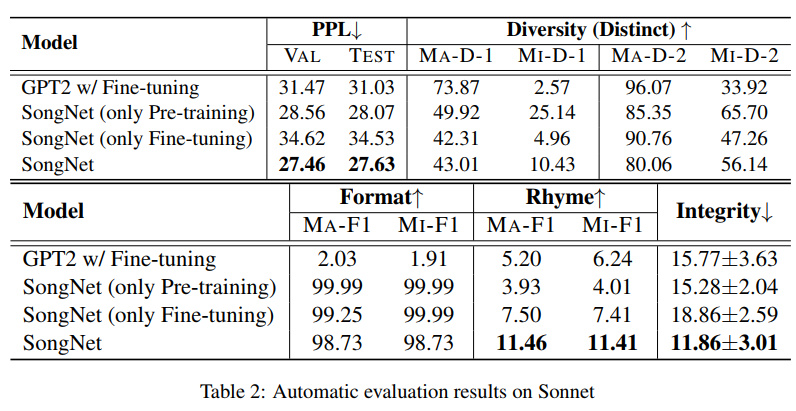 Model PPL↓ Diversity (Distinct) ↑
VAL TEST MA-D-1 MI-D-1 MA-D-2 MI-D-2
GPT2 w/ Fine-tuning 31.47 31.03 73.87 2.57 96.07 33.92
SongNet (only Pre-training) 28.56 28.07 49.92 25.14 85.35 65.70
SongNet (only Fine-tuning) 34.62 34.53 42.31 4.96 90.76 47.26
SongNet 27.46 27.63 43.01 10.43 80.06 56.14
Model Format↑ Rhyme↑ Integrity↓
MA-F1 MI-F1 MA-F1 MI-F1
GPT2 w/ Fine-tuning 2.03 1.91 5.20 6.24 15.77±3.63
SongNet (only Pre-training) 99.99 99.99 3.93 4.01 15.28±2.04
SongNet (only Fine-tuning) 99.25 99.99 7.50 7.41 18.86±2.59
SongNet 98.73 98.73 11.46 11.41 11.86±3.01
Table 2: Automatic evaluation results on Sonnet